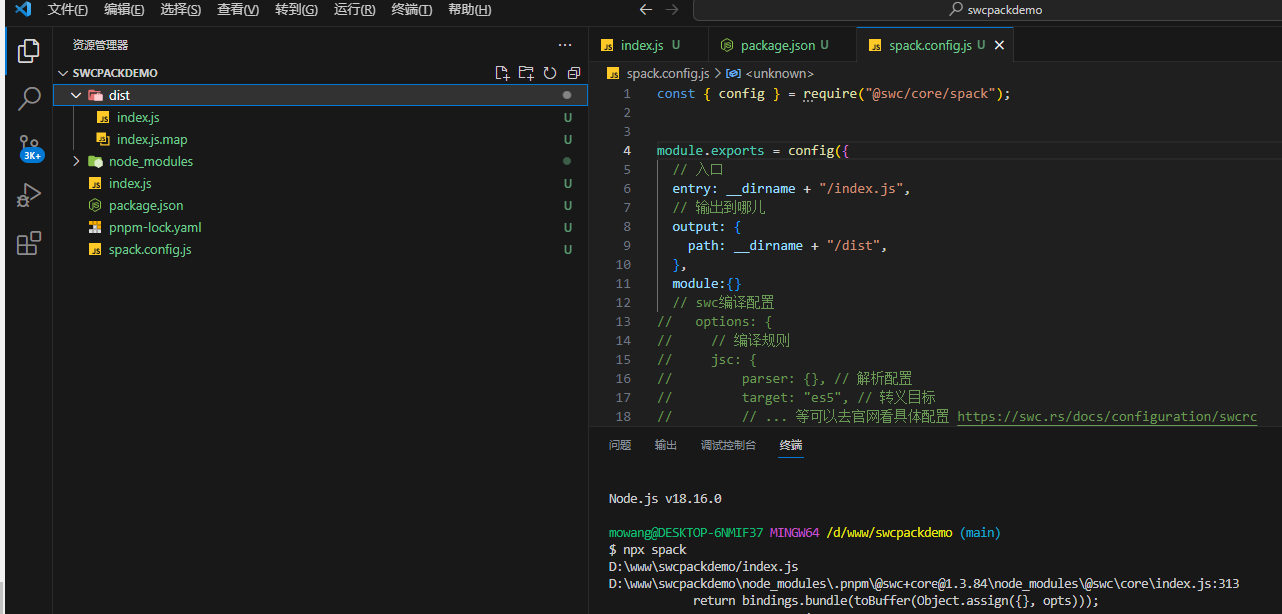 文件(F) 编辑(E) 选择(S) 查看(V) 转到(G) 运行(R) 终端(T) 帮助(H) swcpackdemo
资源管理器
SWCPACKDEMO
dist
index.js U
index.js.map U
node_modules
index.js U
package.json U
pnpm-lock.yaml U
spack.config.js U
3K+
index.js U package.json U spack.config.js U
spack.config.js > <unknown>
1 const { config } = require("@swc/core/spack");
2
3
4 module.exports = config({
5 // 入口
6 entry: __dirname + "/index.js",
7 // 输出到哪儿
8 output: {
9 path: __dirname + "/dist",
10 },
11 module:{}
12 // swc编译配置
13 // options: {
14 // // 编译规则
15 // jsc: {
16 // parser: {}, // 解析配置
17 // target: "es5", // 转义目标
18 // // ... 等可以去官网看具体配置 https://swc.rs/docs/configuration/swcrc
问题 输出 调试控制台 终端
Node.js v18.16.0
mowang@DESKTOP-6NMIF37 MINGW64 /d/www/swcpackdemo (main)
$ npx spack
D:\www\swcpackdemo/index.js
D:\www\swcpackdemo\node_modules\.pnpm\@swc+core@1.3.84\node_modules\@swc\core\index.js:313
return bindings.bundle(toBuffer(Object.assign({}, opts)));